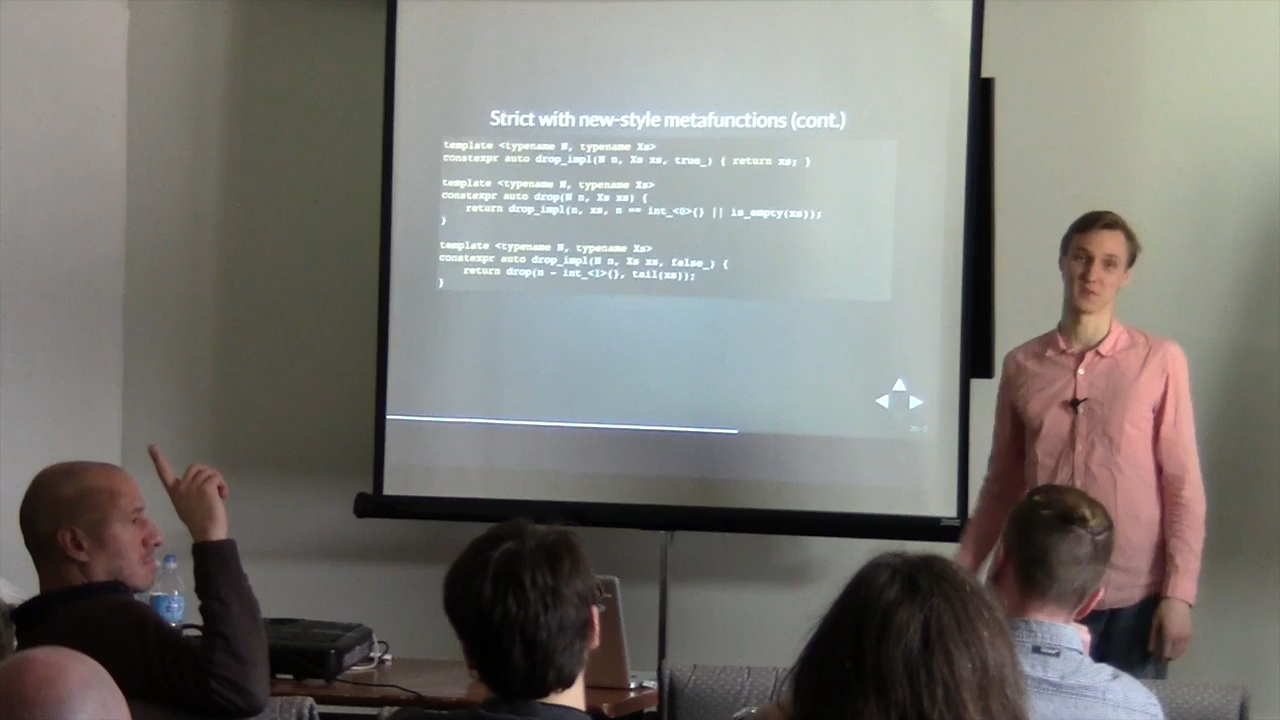 Strict with new-style metafunctions (cont.)
template <typename N, typename Xs>
constexpr auto drop_impl(N n, Xs xs, true_) { return xs; }
template <typename N, typename Xs>
constexpr auto drop(N n, Xs xs) {
return drop_impl(n, xs, n == int_<0>{} || is_empty(xs));
}
template <typename N, typename Xs>
constexpr auto drop_impl(N n, Xs xs, false_) {
return drop(n - int_<1>{}, tail(xs));
}